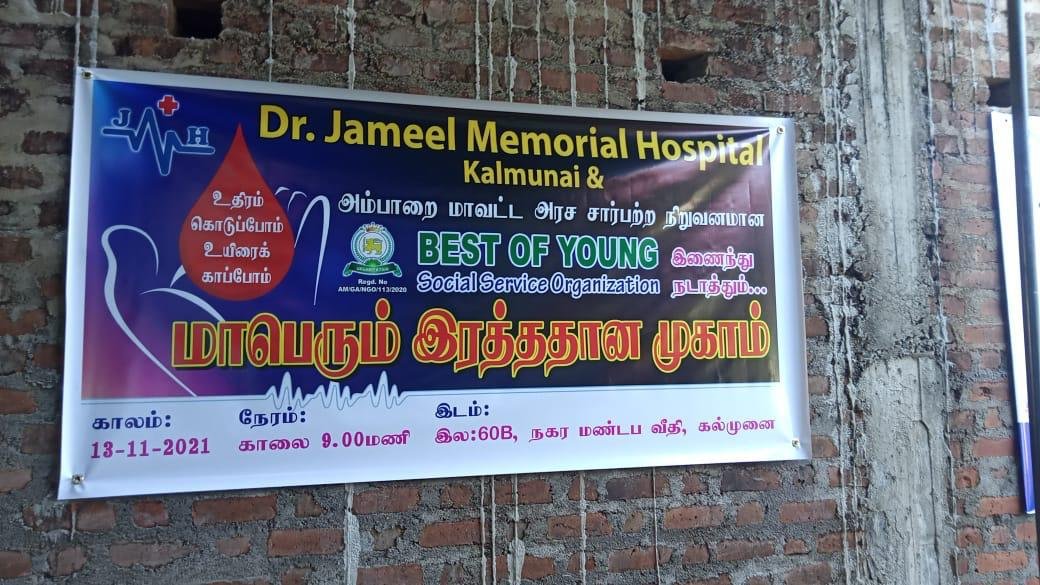 J H
Dr. Jameel Memorial Hospital
Kalmunai &
உதிரம்
கொடுப்போம்
உயிரைக்
காப்போம்
அம்பாறை மாவட்ட அரச சார்பற்ற நிறுவனமான
BEST OF YOUNG
Social Service Organization
இணைந்து
நடாத்தும்...
Regd. No
AM/GA/NGO/113/2020
மாபெரும் இரத்ததான முகாம்
காலம்:
13-11-2021
நேரம்:
காலை 9.00மணி
இடம்:
இல:60B, நகர மண்டப வீதி, கல்முனை